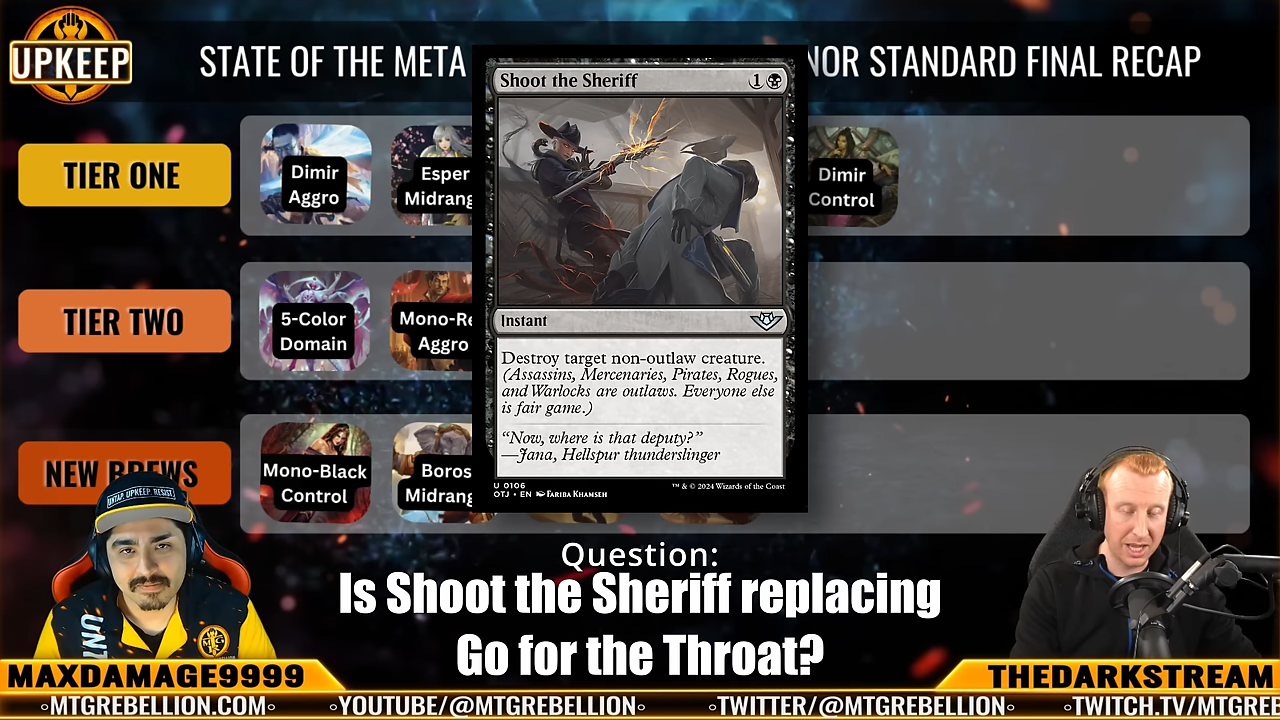 UPKEEP
STATE OF THE META
NOR STANDARD FINAL RECAP
Shoot the Sheriff 1
TIER ONE
Dimir
Aggro
Esper
Midrang
Dimir
Control
TIER TWO
5-Color
Domain
Mono-Re
Aggro
Instant
Destroy target non-outlaw creature.
(Assassins, Mercenaries, Pirates, Rogues,
and Warlocks are outlaws. Everyone else
is fair game.)
“Now, where is that deputy?”
—Jana, Hellspur thunderslinger
U 0106
OTJ • EN FARIBA KHAMSEH
™ & © 2024 Wizards of the Coast
NEW BREWS
Mono-Black
Control
Boros
Midrang
UNTAP. UPKEEP. RESIST.
UNT
Question:
Is Shoot the Sheriff replacing
Go for the Throat?
MAXDAMAGE9999
THEDARKSTREAM
◦MTGREBELLION.COM◦ ◦YOUTUBE/@MTGREBELLION◦ ◦TWITTER/@MTGREBELLION◦ ◦TWITCH.TV/MTGREB